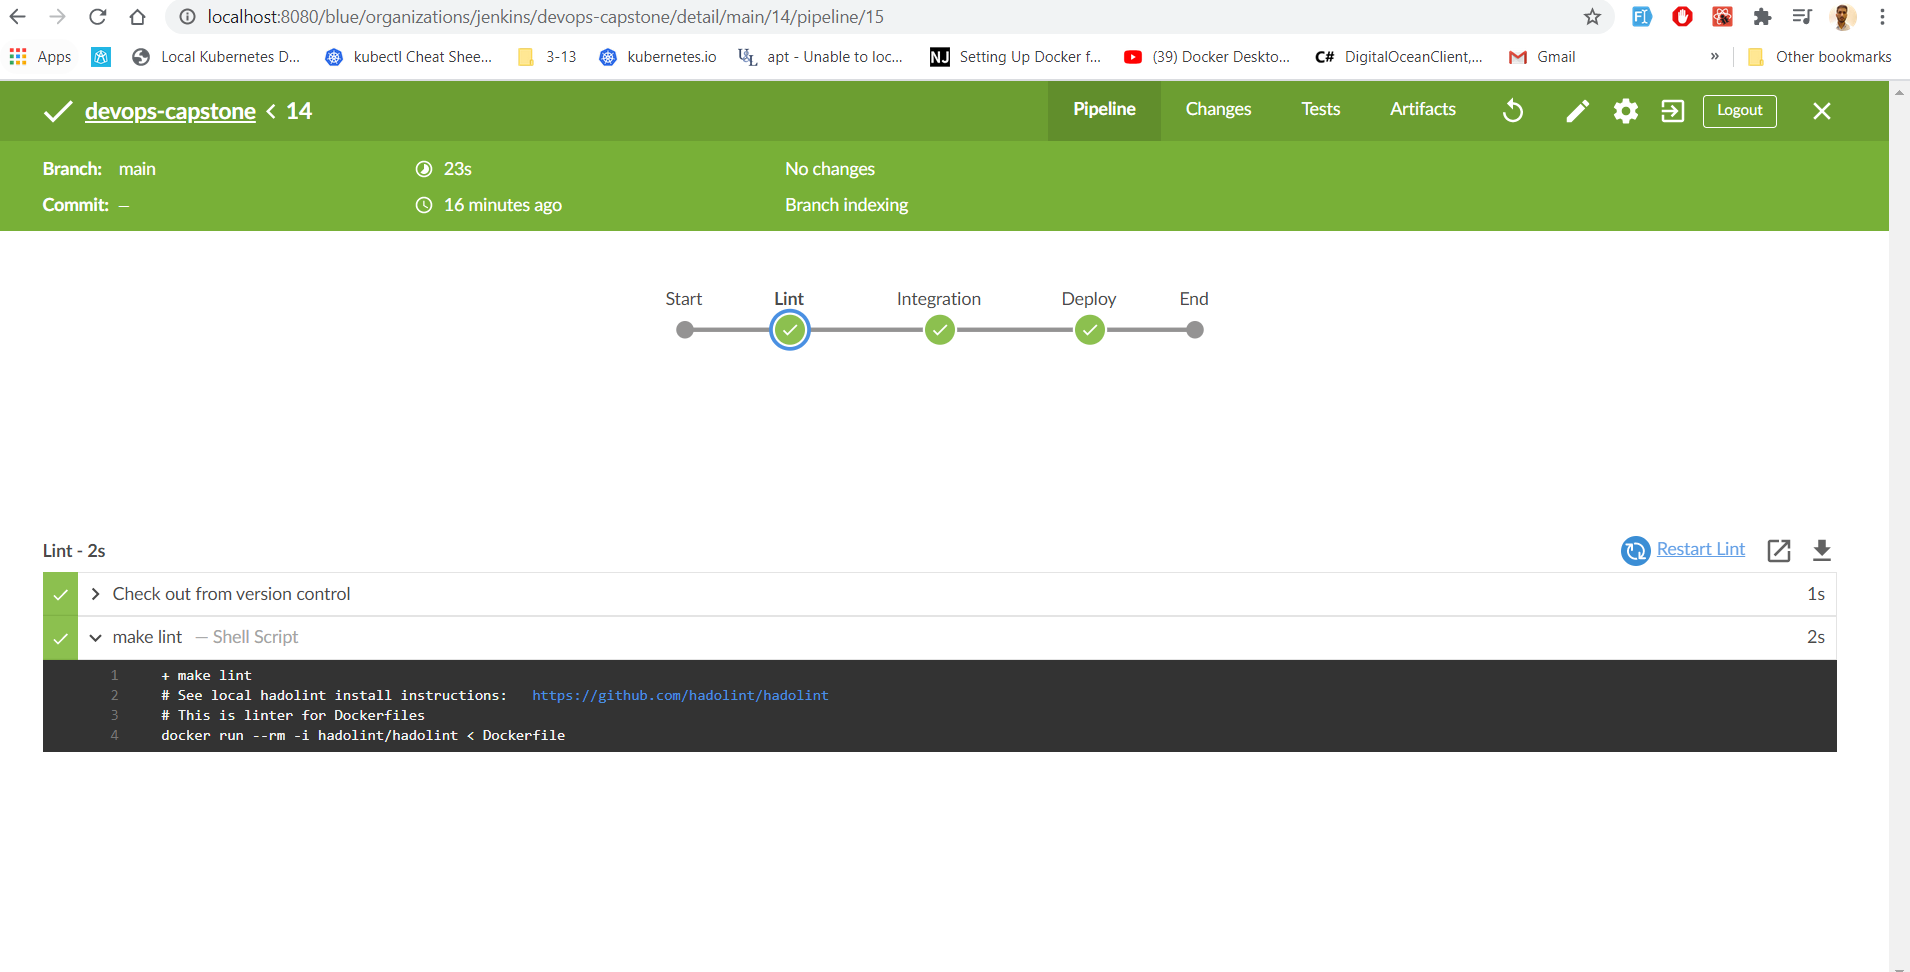 localhost:8080/blue/organizations/jenkins/devops-capstone/detail/main/14/pipeline/15
Apps Local Kubernetes D... kubectl Cheat Shee... 3-13 kubernetes.io apt - Unable to loc... NJ Setting Up Docker f... (39) Docker Deskto... C# DigitalOceanClient,... Gmail » Other bookmarks
devops-capstone < 14 Pipeline Changes Tests Artifacts Logout
Branch: main 23s No changes
Commit: – 16 minutes ago Branch indexing
Start Lint Integration Deploy End
Lint - 2s Restart Lint
Check out from version control 1s
make lint — Shell Script 2s
1 + make lint
2 # See local hadolint install instructions: https://github.com/hadolint/hadolint
3 # This is linter for Dockerfiles
4 docker run --rm -i hadolint/hadolint < Dockerfile